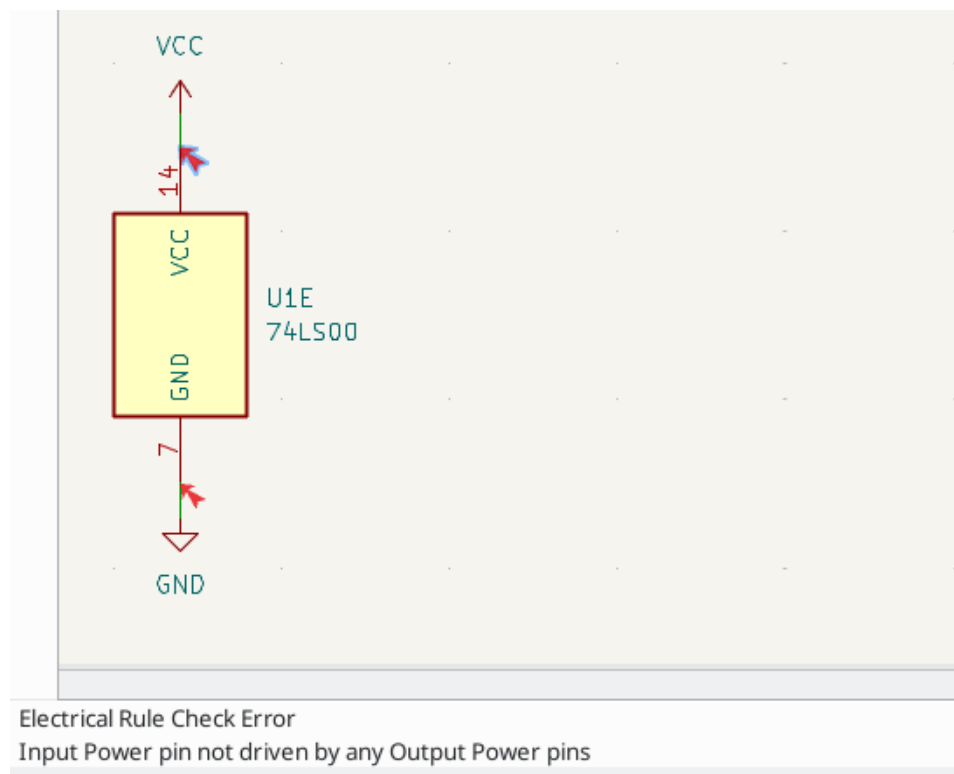 VCC
14
VCC
U1E
74LS00
GND
7
GND
Electrical Rule Check Error
Input Power pin not driven by any Output Power pins